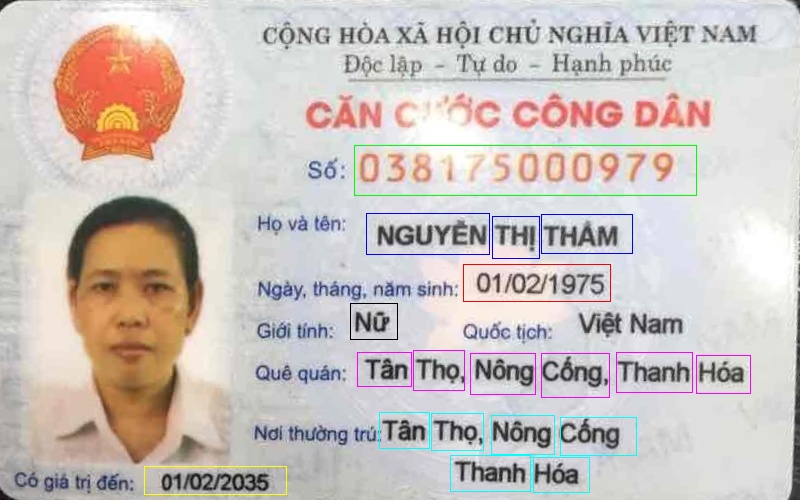 CỘNG HÒA XÃ HỘI CHỦ NGHĨA VIỆT NAM
Độc lập - Tự do - Hạnh phúc
CĂN CƯỚC CÔNG DÂN
Số: 038175000979
Họ và tên: NGUYỄN THỊ THẮM
Ngày, tháng, năm sinh: 01/02/1975
Giới tính: Nữ Quốc tịch: Việt Nam
Quê quán: Tân Thọ, Nông Cống, Thanh Hóa
Nơi thường trú: Tân Thọ, Nông Cống
Thanh Hóa
Có giá trị đến: 01/02/2035